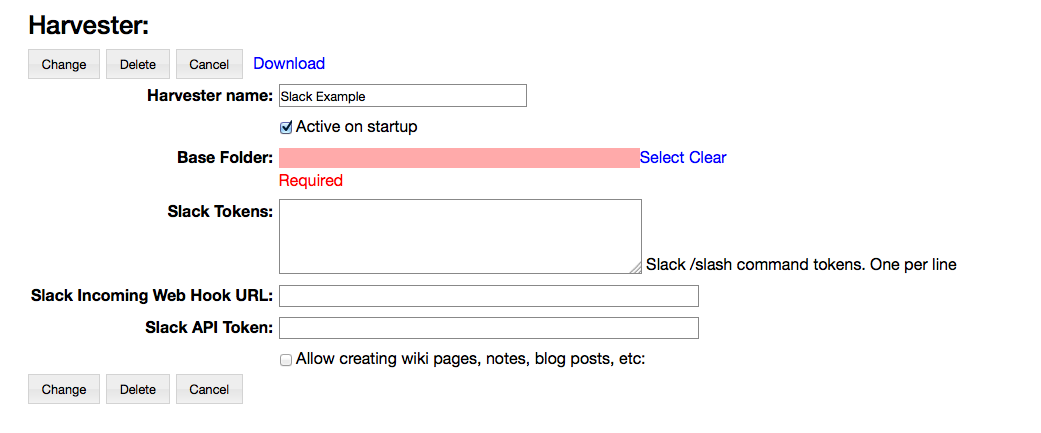 Harvester:
Change Delete Cancel Download
Harvester name: Slack Example
Active on startup
Base Folder: Select Clear
Required
Slack Tokens:
Slack /slash command tokens. One per line
Slack Incoming Web Hook URL:
Slack API Token:
Allow creating wiki pages, notes, blog posts, etc:
Change Delete Cancel